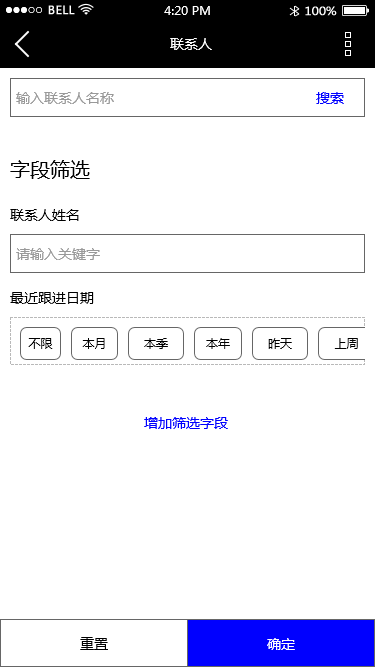 BELL 4:20 PM 100%
联系人
输入联系人名称 搜索
字段筛选
联系人姓名
请输入关键字
最近跟进日期
不限 本月 本季 本年 昨天 上周
增加筛选字段
重置 确定